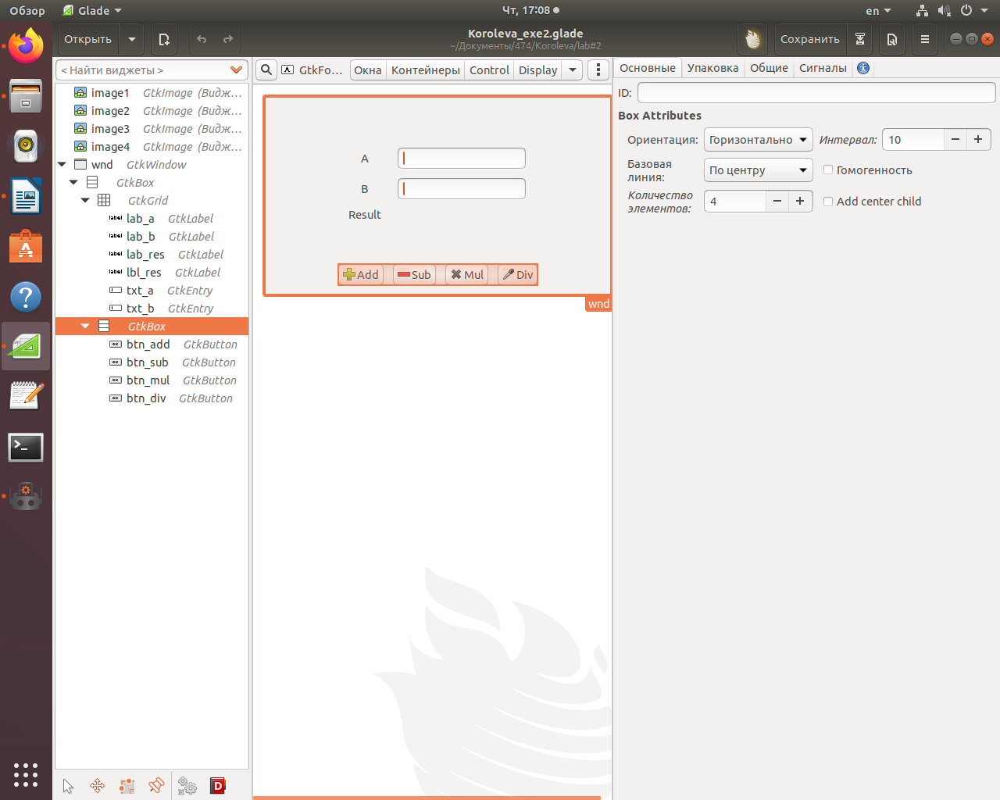 Обзор
Glade
Чт, 17:08
en
Открыть
Koroleva_exe2.glade
~/Документы/474/Koroleva/lab#2
Сохранить
< Найти виджеты >
GtkFo...
Окна
Контейнеры
Control
Display
Основные
Упаковка
Общие
Сигналы
image1 GtkImage (Видж...
image2 GtkImage (Видж...
image3 GtkImage (Видж...
image4 GtkImage (Видж...
wnd GtkWindow
GtkBox
GtkGrid
label lab_a GtkLabel
label lab_b GtkLabel
label lab_res GtkLabel
label lbl_res GtkLabel
txt_a GtkEntry
txt_b GtkEntry
GtkBox
OK btn_add GtkButton
OK btn_sub GtkButton
OK btn_mul GtkButton
OK btn_div GtkButton
D
A
B
Result
Add
Sub
Mul
Div
wnd
ID:
Box Attributes
Ориентация:
Горизонтально
Интервал:
10
Базовая
линия:
По центру
Гомогенность
Количество
элементов:
4
Add center child